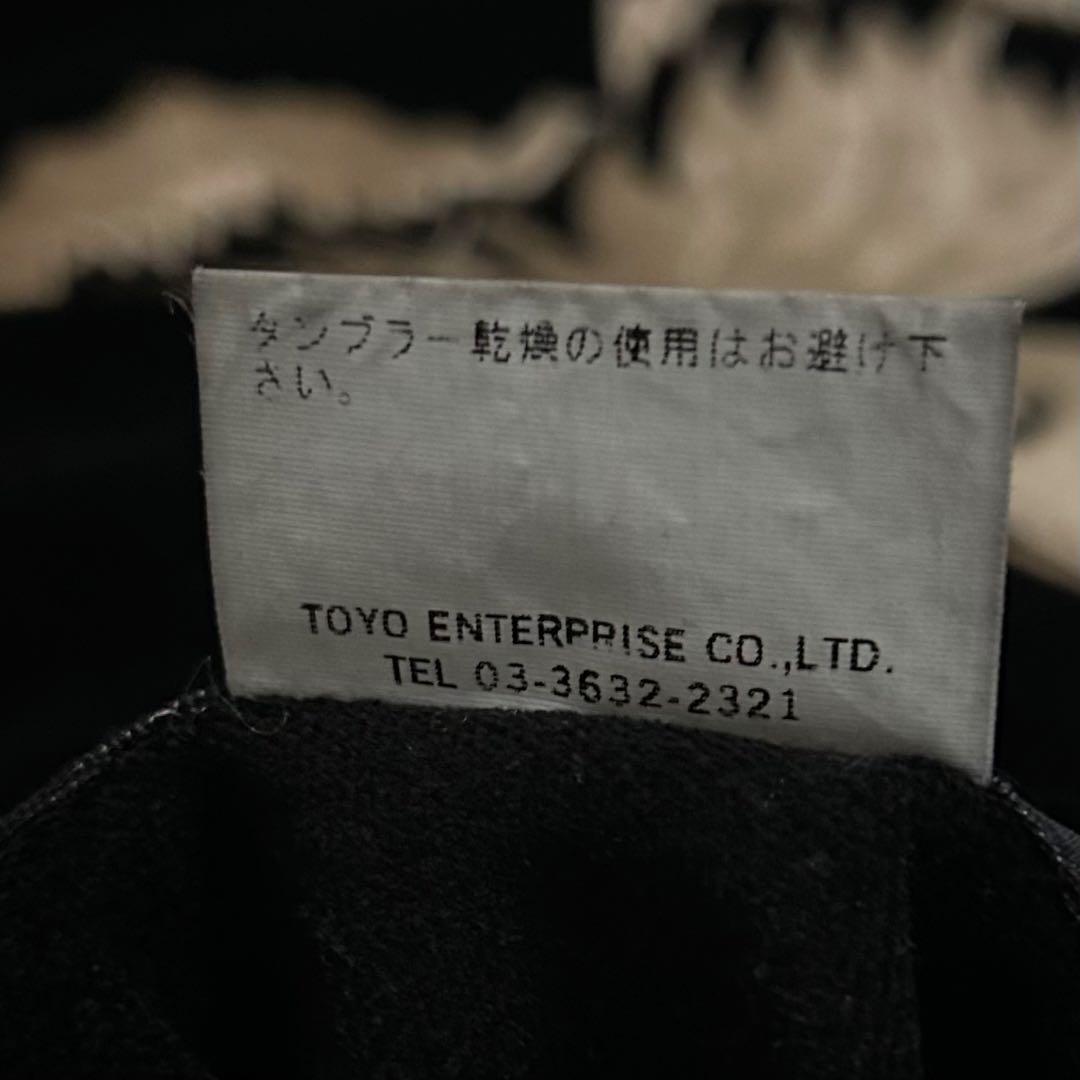 タンブラー乾燥の使用はお避け下
さい。
TOYO ENTERPRISE CO.,LTD.
TEL 03-3632-2321